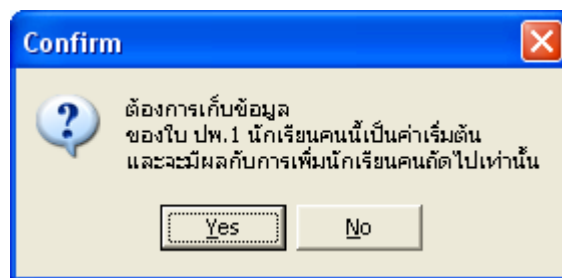 Confirm
ต้องการเก็บข้อมูล
ของใบ ปพ.1 นักเรียนคนนี้เป็นค่าเริ่มต้น
และจะมีผลกับการเพิ่มนักเรียนคนถัดไปเท่านั้น
Yes
No